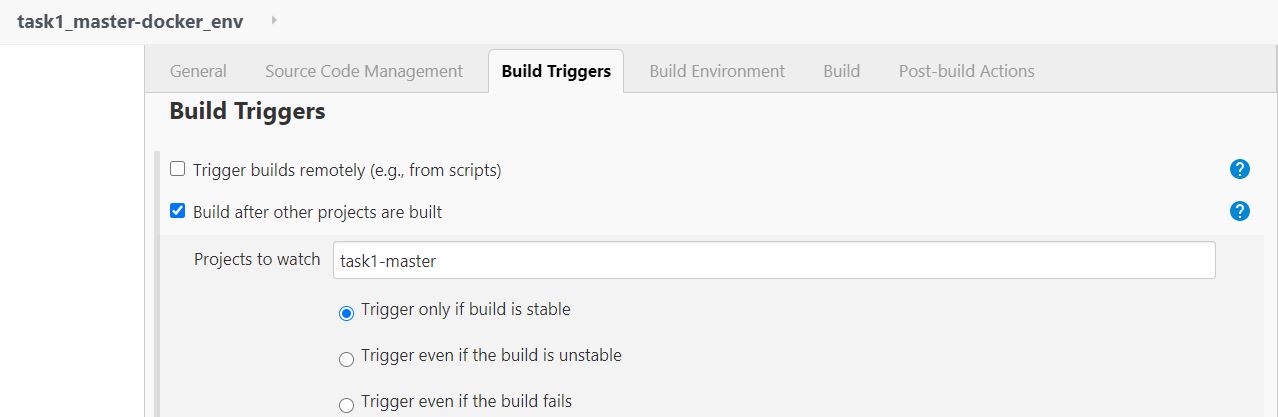 task1_master-docker_env
General Source Code Management Build Triggers Build Environment Build Post-build Actions
Build Triggers
Trigger builds remotely (e.g., from scripts) ?
Build after other projects are built ?
Projects to watch task1-master
Trigger only if build is stable
Trigger even if the build is unstable
Trigger even if the build fails